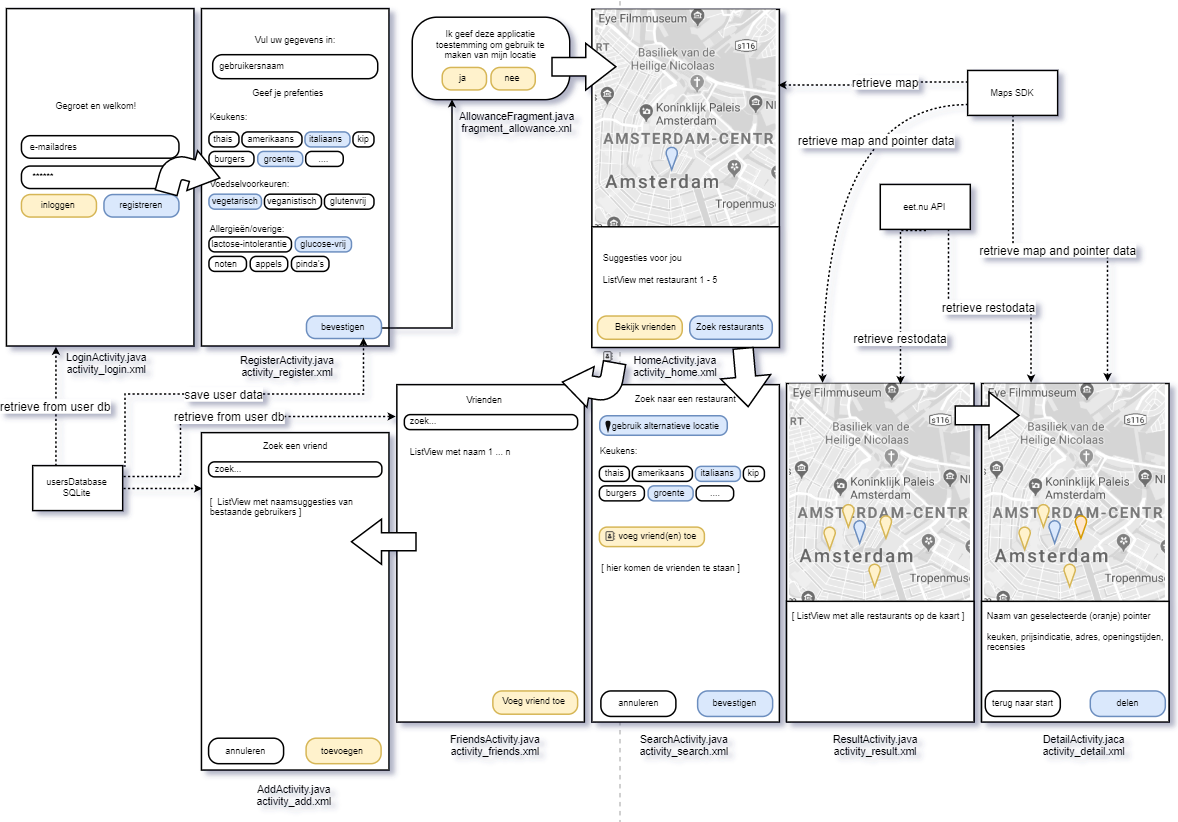 Gegroet en welkom!
e-mailadres
******
inloggen
registreren
LoginActivity.java
activity_login.xml
Vul uw gegevens in:
gebruikersnaam
Geef je prefenties
Keukens:
thais
amerikaans
italiaans
kip
burgers
groente
....
Voedselvoorkeuren:
vegetarisch
veganistisch
glutenvrij
Allergieën/overige:
lactose-intolerantie
glucose-vrij
noten
appels
pinda's
bevestigen
RegisterActivity.java
activity_register.xml
Ik geef deze applicatie
toestemming om gebruik te
maken van mijn locatie
ja
nee
AllowanceFragment.java
fragment_allowance.xnl
Eye Filmmuseum
RT
s116
Basiliek van de
Heilige Nicolaas
Koninklijk Paleis
Amsterdam
NI
AMSTERDAM-CENTR
Amsterdam
Tropenmus
Suggesties voor jou
ListView met restaurant 1 - 5
Bekijk vrienden
Zoek restaurants
HomeActivity.java
activity_home.xml
retrieve map
Maps SDK
retrieve map and pointer data
eet.nu API
retrieve map and pointer data
retrieve restodata
retrieve restodata
retrieve from user db
save user data
retrieve from user db
usersDatabase
SQLite
Zoek een vriend
zoek...
[ ListView met naamsuggesties van
bestaande gebruikers ]
annuleren
toevoegen
AddActivity.java
activity_add.xml
Vrienden
zoek...
ListView met naam 1 ... n
Voeg vriend toe
FriendsActivity.java
activity_friends.xml
Zoek naar een restaurant
gebruik alternatieve locatie
Keukens:
thais
amerikaans
italiaans
kip
burgers
groente
....
voeg vriend(en) toe
[ hier komen de vrienden te staan ]
annuleren
bevestigen
SearchActivity.java
activity_search.xml
Eye Filmmuseum
RT
s116
Basiliek van de
Heilige Nicolaas
Koninklijk Paleis
Amsterdam
NI
AMSTERDAM-CENTR
Amsterdam
Tropenmus
[ ListView met alle restaurants op de kaart ]
ResultActivity.java
activity_result.xml
Eye Filmmuseum
RT
s116
Basiliek van de
Heilige Nicolaas
Koninklijk Paleis
Amsterdam
NI
AMSTERDAM-CENTR
Amsterdam
Tropenmus
Naam van geselecteerde (oranje) pointer
keuken, prijsindicatie, adres, openingstijden,
recensies
terug naar start
delen
DetailActivity.jaca
activity_detail.xml